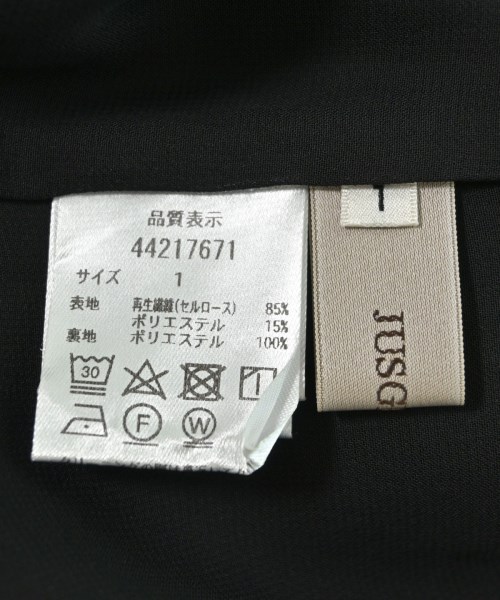 品質表示
44217671
サイズ 1
表地 再生繊維(セルロース) 85%
ポリエステル 15%
裏地 ポリエステル 100%
30
F W
JUSG